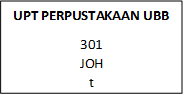 UPT PERPUSTAKAAN UBB
301
JOH
t